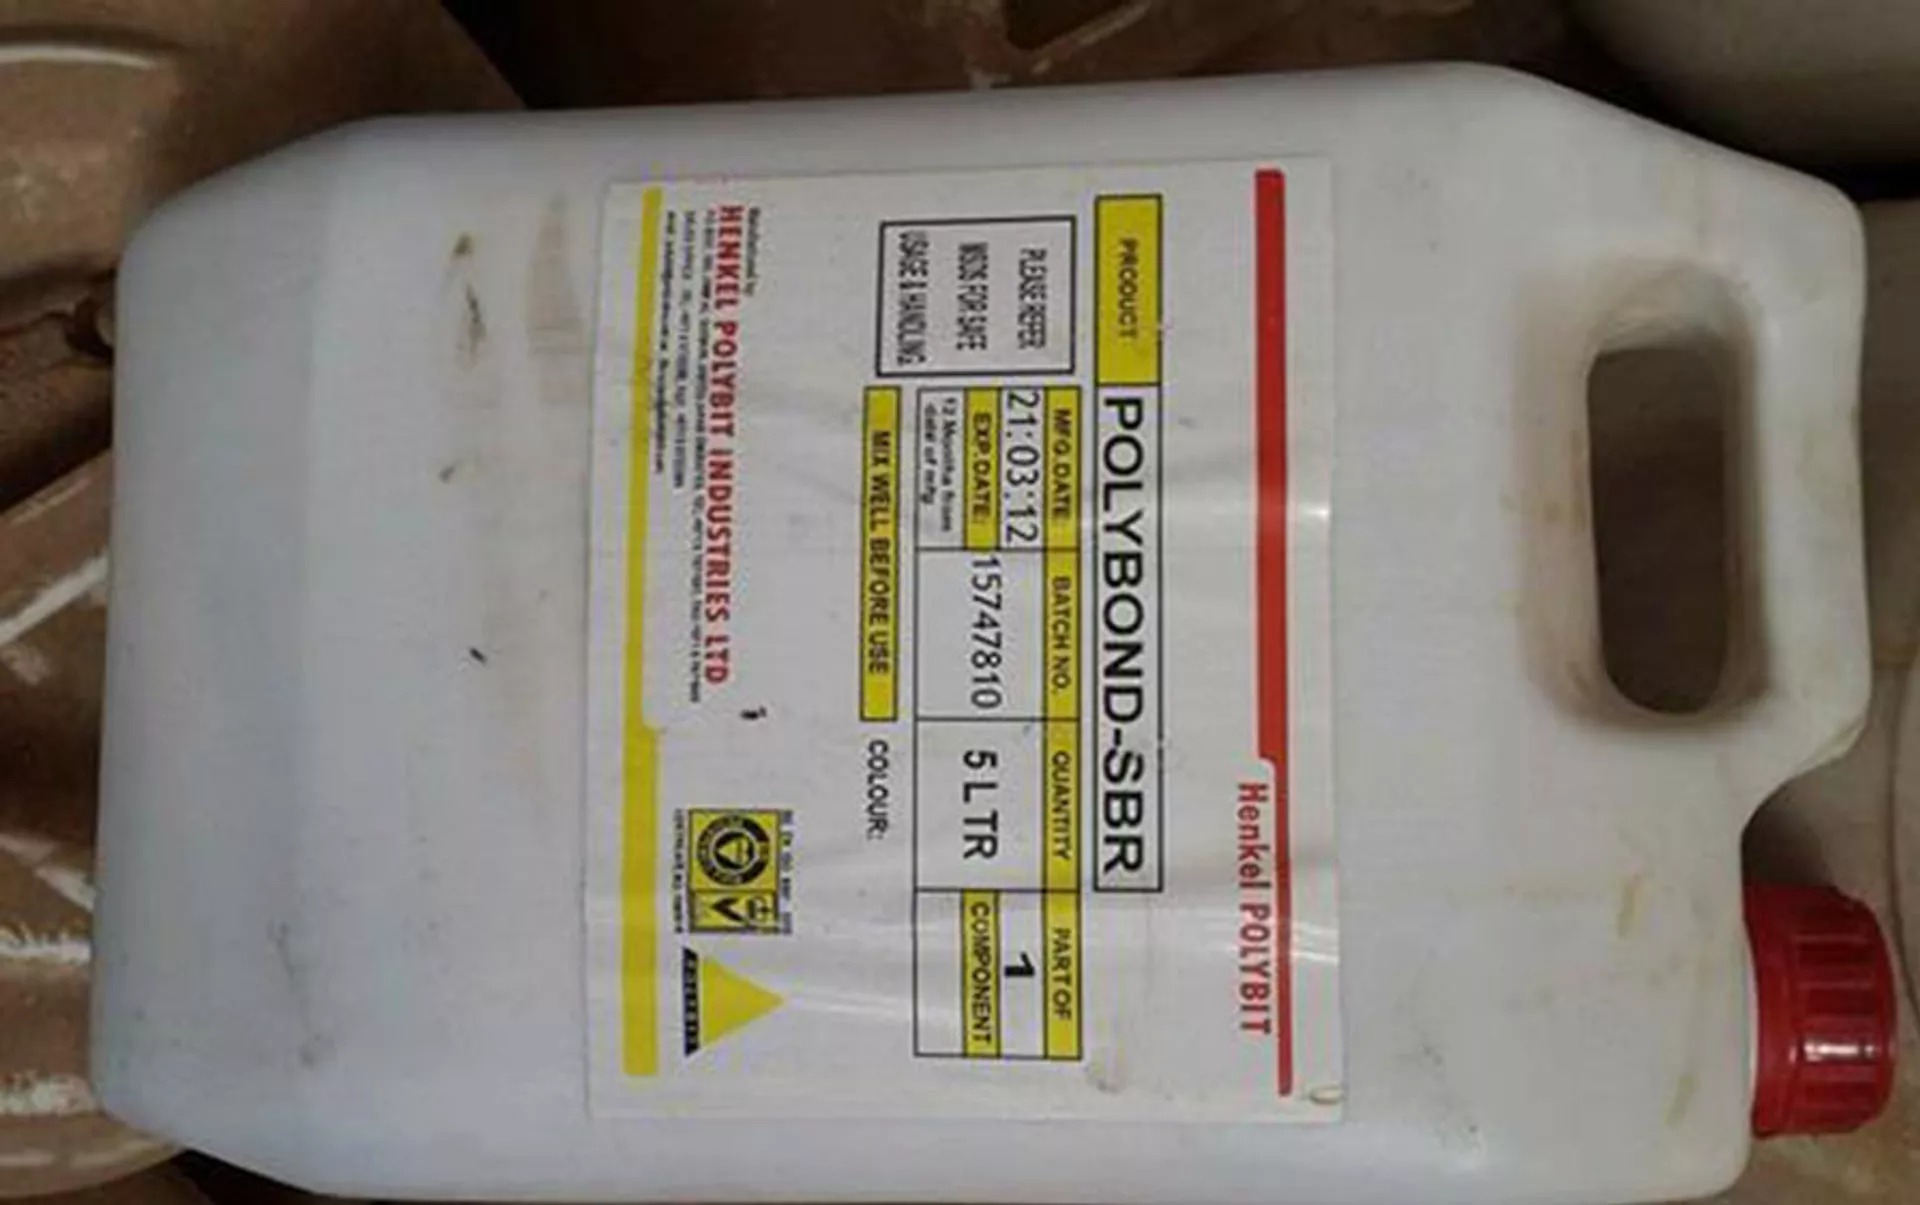 Henkel POLYBIT
PRODUCT POLYBOND-SBR
PLEASE REFER
MSDS FOR SAFE
USAGE & HANDLING
MFG.DATE: BATCH NO. QUANTITY PART OF
21:03:12 15747810 5 LTR 1
EXP.DATE: COMPONENT
12 Months from
date of mfg
MIX WELL BEFORE USE COLOUR:
Manufactured by
HENKEL POLYBIT INDUSTRIES LTD